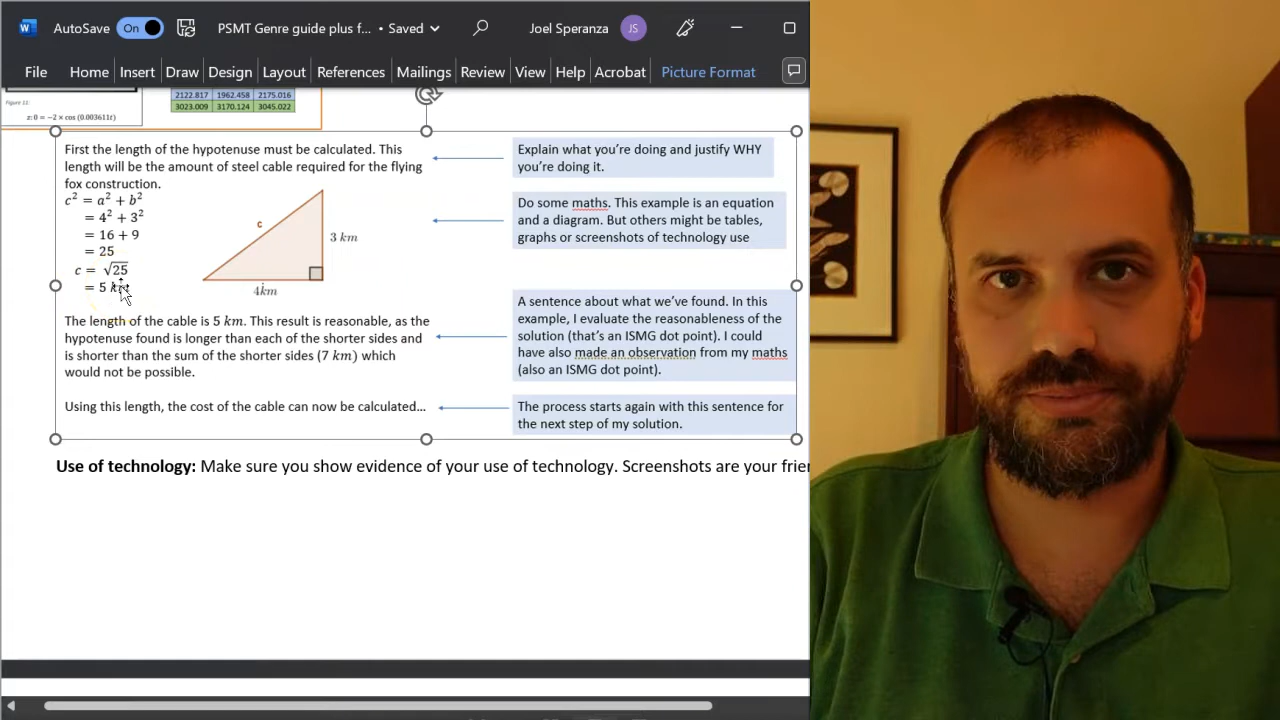 AutoSave On PSMT Genre guide plus f... • Saved Joel Speranza JS
File Home Insert Draw Design Layout References Mailings Review View Help Acrobat Picture Format
Figure 11:
z: 0 = −2 × cos (0.003611t)
2122.817 1962.458 2175.016
3023.009 3170.124 3045.022
First the length of the hypotenuse must be calculated. This
length will be the amount of steel cable required for the flying
fox construction.
c² = a² + b²
= 4² + 3²
= 16 + 9
= 25
c = √25
= 5 km
c
3 km
4km
The length of the cable is 5 km. This result is reasonable, as the
hypotenuse found is longer than each of the shorter sides and
is shorter than the sum of the shorter sides (7 km) which
would not be possible.
Using this length, the cost of the cable can now be calculated...
Explain what you're doing and justify WHY
you're doing it.
Do some maths. This example is an equation
and a diagram. But others might be tables,
graphs or screenshots of technology use
A sentence about what we've found. In this
example, I evaluate the reasonableness of the
solution (that's an ISMG dot point). I could
have also made an observation from my maths
(also an ISMG dot point).
The process starts again with this sentence for
the next step of my solution.
Use of technology: Make sure you show evidence of your use of technology. Screenshots are your frien